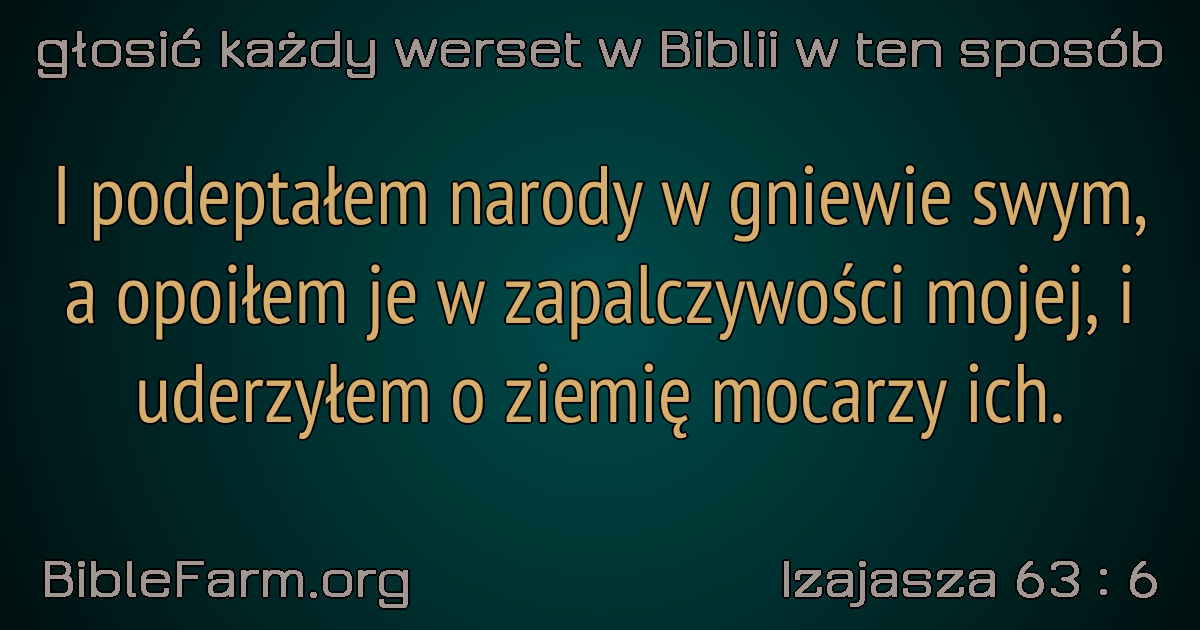 głosić każdy werset w Biblii w ten sposób
I podeptałem narody w gniewie swym,
a opoiłem je w zapalczywości mojej, i
uderzyłem o ziemię mocarzy ich.
BibleFarm.org
Izajasza 63 : 6